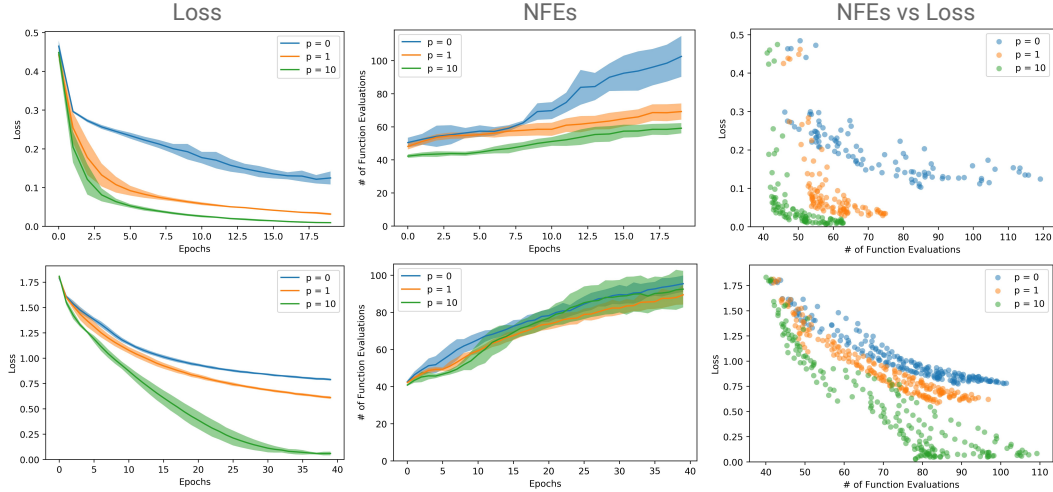 Loss
NFEs
NFEs vs Loss
0.5
0.4
0.3
0.2
0.1
0.0
Loss
p = 0
p = 1
p = 10
0.0 2.5 5.0 7.5 10.0 12.5 15.0 17.5
Epochs
100
80
60
40
20
0
# of Function Evaluations
p = 0
p = 1
p = 10
0.0 2.5 5.0 7.5 10.0 12.5 15.0 17.5
Epochs
0.5
0.4
0.3
0.2
0.1
0.0
Loss
p = 0
p = 1
p = 10
40 50 60 70 80 90 100 110 120
# of Function Evaluations
1.75
1.50
1.25
1.00
0.75
0.50
0.25
0.00
Loss
p = 0
p = 1
p = 10
0 5 10 15 20 25 30 35 40
Epochs
100
80
60
40
20
0
# of Function Evaluations
p = 0
p = 1
p = 10
0 5 10 15 20 25 30 35 40
Epochs
1.75
1.50
1.25
1.00
0.75
0.50
0.25
0.00
Loss
p = 0
p = 1
p = 10
40 50 60 70 80 90 100 110
# of Function Evaluations